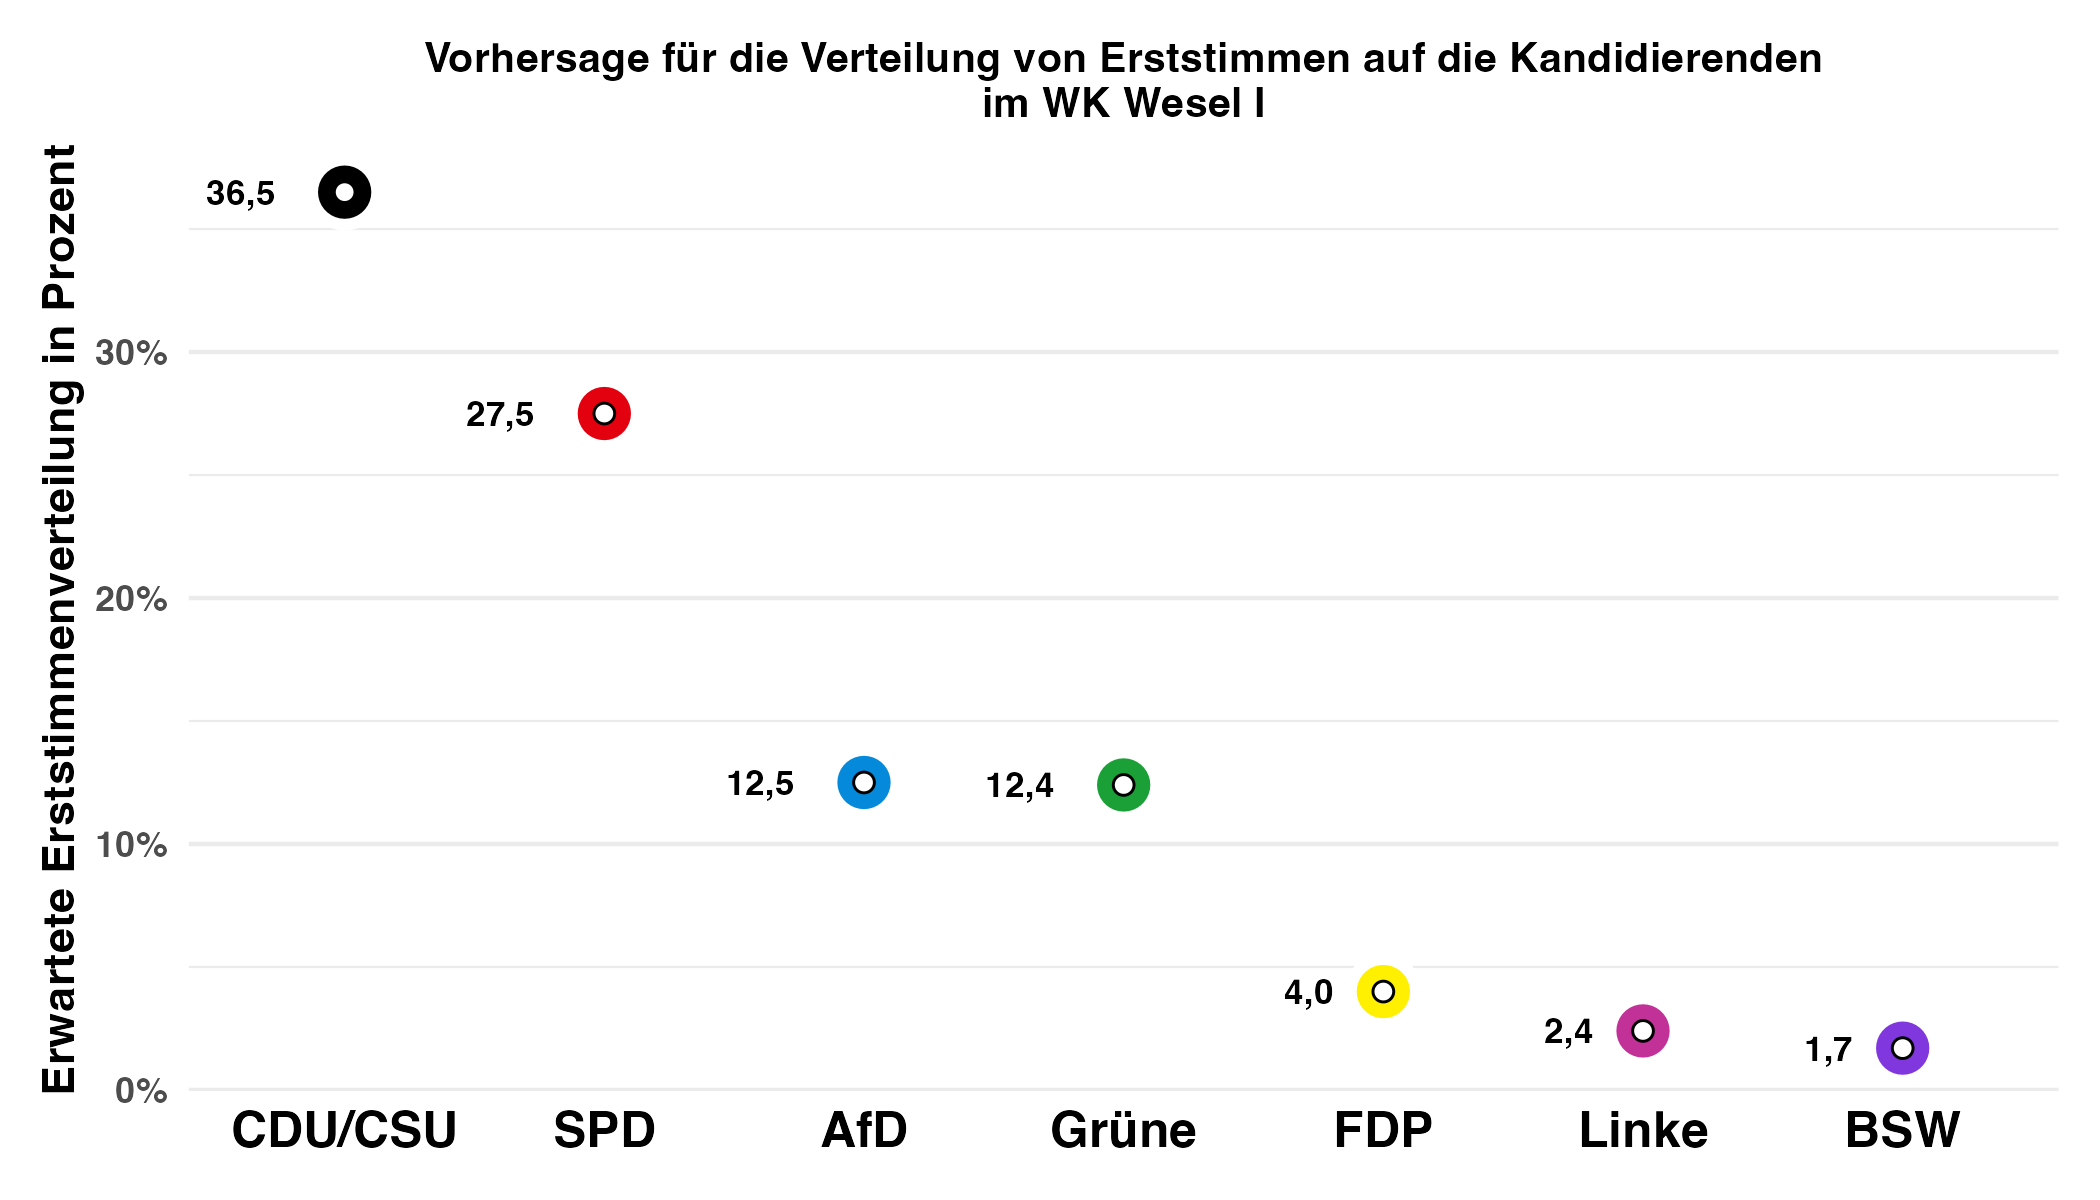 Vorhersage für die Verteilung von Erststimmen auf die Kandidierenden
im WK Wesel I
Erwartete Erststimmenverteilung in Prozent
36,5
30%
27,5
20%
12,5
12,4
10%
4,0
2,4
1,7
0%
CDU/CSU SPD AfD Grüne FDP Linke BSW